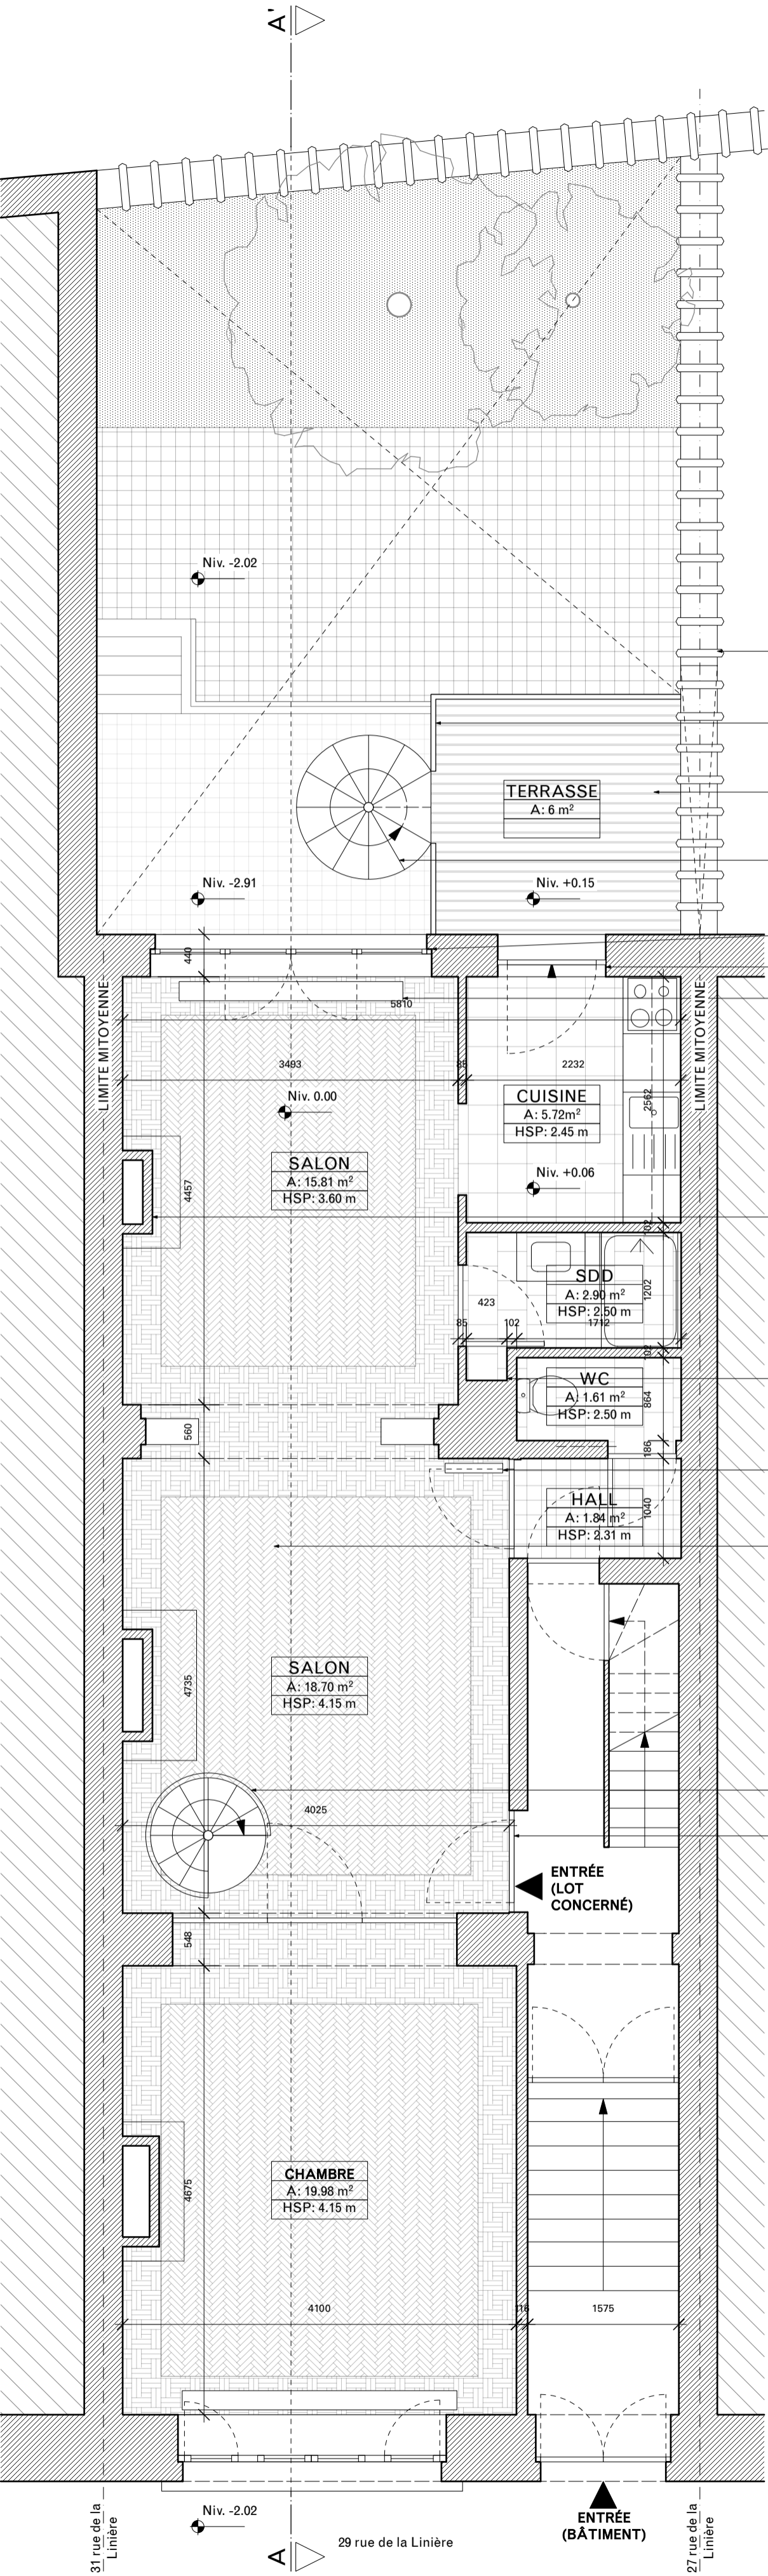 A'
Niv. -2.02
TERRASSE
A: 6 m²
Niv. -2.91
Niv. +0.15
440
LIMITE MITOYENNE
LIMITE MITOYENNE
5810
3493
85
2232
Niv. 0.00
CUISINE
A: 5.72m²
HSP: 2.45 m
2562
SALON
A: 15.81 m²
HSP: 3.60 m
Niv. +0.06
4457
102
SDD
A: 2.90 m²
HSP: 2.50 m
1202
423
85
102
1712
102
WC
A: 1.61 m²
HSP: 2.50 m
864
560
186
HALL
A: 1.84 m²
HSP: 2.31 m
1040
SALON
A: 18.70 m²
HSP: 4.15 m
4735
4025
ENTRÉE
(LOT
CONCERNÉ)
548
CHAMBRE
A: 19.98 m²
HSP: 4.15 m
4675
4100
116
1575
Niv. -2.02
ENTRÉE
(BÂTIMENT)
31 rue de la
Linière
A
29 rue de la Linière
27 rue de la
Linière